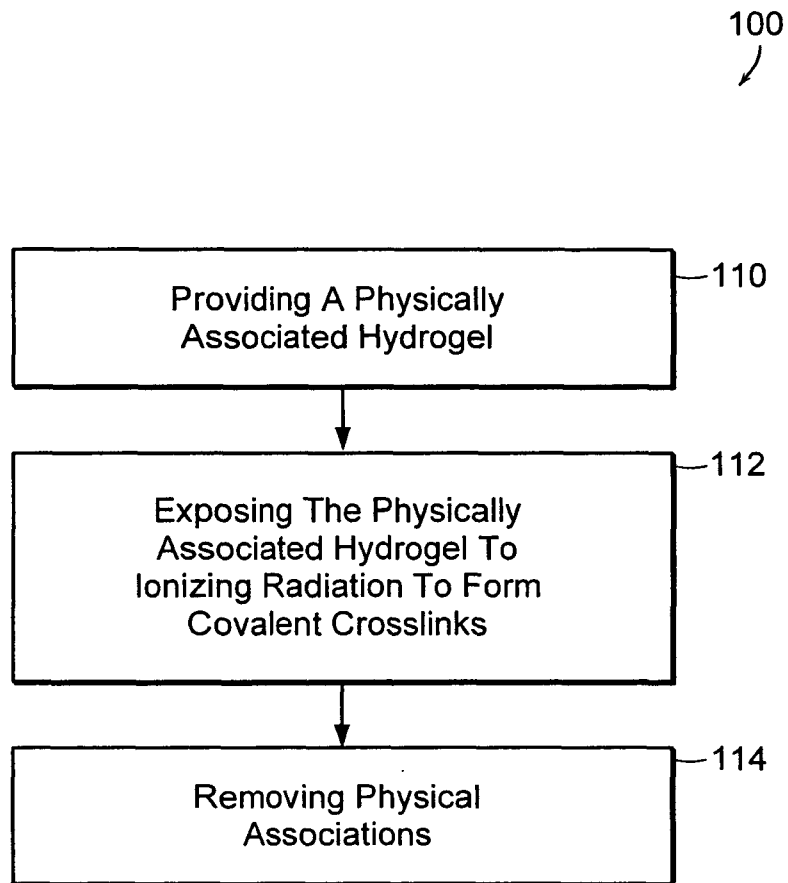 100
110
Providing A Physically
Associated Hydrogel
112
Exposing The Physically
Associated Hydrogel To
Ionizing Radiation To Form
Covalent Crosslinks
114
Removing Physical
Associations